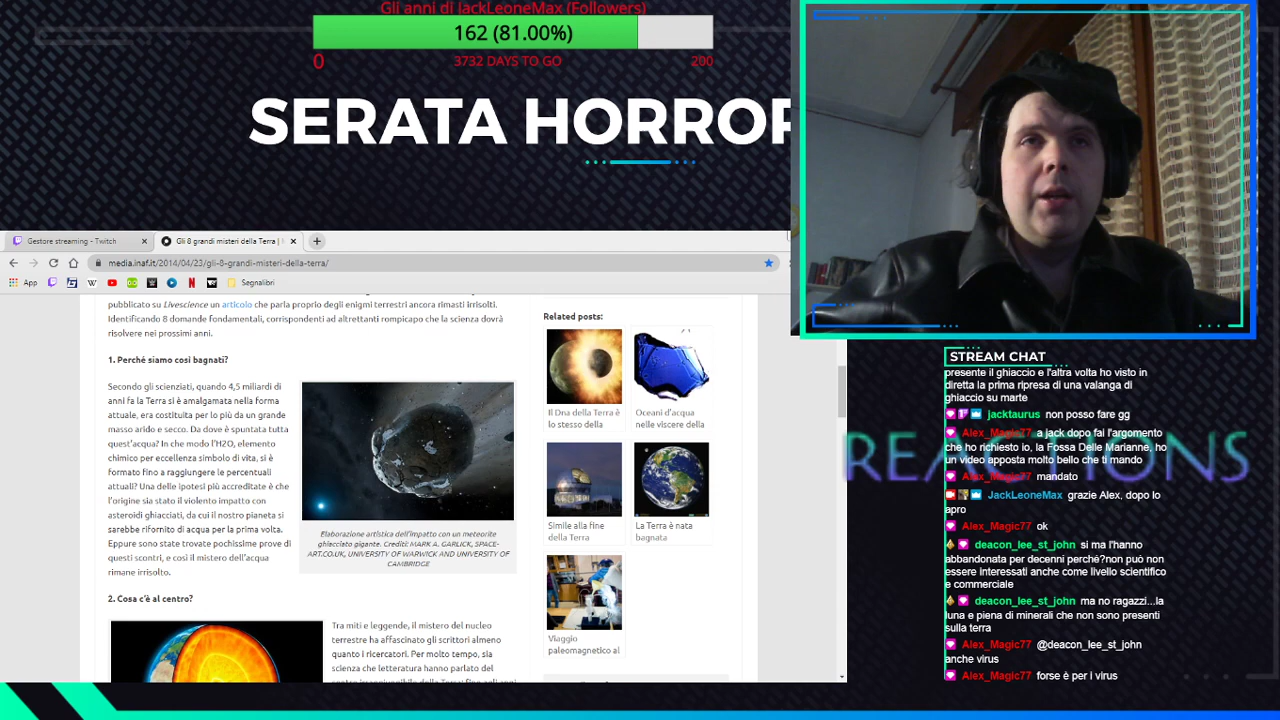 Gli anni di JackLeoneMax (Followers)
162 (81.00%)
0
3732 DAYS TO GO
200
SERATA HORROR
Gestore streaming - Twitch
Gli 8 grandi misteri della Terra |
media.inaf.it/2014/04/23/gli-8-grandi-misteri-della-terra/
App
Segnalibri
pubblicato su Livescience un articolo che parla proprio degli enigmi terrestri ancora rimasti irrisolti.
Identificando 8 domande fondamentali, corrispondenti ad altrettanti rompicapo che la scienza dovrà
risolvere nei prossimi anni.
1. Perché siamo così bagnati?
Secondo gli scienziati, quando 4,5 miliardi di
anni fa la Terra si è amalgamata nella forma
attuale, era costituita per lo più da un grande
masso arido e secco. Da dove è spuntata tutta
quest'acqua? In che modo l'H2O, elemento
chimico per eccellenza simbolo di vita, si è
formato fino a raggiungere le percentuali
attuali? Una delle ipotesi più accreditate è che
l'origine sia stato il violento impatto con
asteroidi ghiacciati, da cui il nostro pianeta si
sarebbe rifornito di acqua per la prima volta.
Eppure sono state trovate pochissime prove di
questi scontri, e così il mistero dell'acqua
rimane irrisolto.
Elaborazione artistica dell'impatto con un meteorite
ghiacciato gigante. Crediti: MARK A. GARLICK, SPACE-
ART.CO.UK, UNIVERSITY OF WARWICK AND UNIVERSITY OF
CAMBRIDGE
2. Cosa c'è al centro?
Tra miti e leggende, il mistero del nucleo
terrestre ha affascinato gli scrittori almeno
quanto i ricercatori. Per molto tempo, sia
scienza che letteratura hanno parlato del
Related posts:
Il Dna della Terra è
lo stesso della
Oceani d'acqua
nelle viscere della
Simile alla fine
della Terra
La Terra è nata
bagnata
Viaggio
paleomagnetico al
REACTIONS
STREAM CHAT
presente il ghiaccio e l'altra volta ho visto in
diretta la prima ripresa di una valanga di
ghiaccio su marte
jacktaurus non posso fare gg
Alex_Magic77 a jack dopo fai l'argomento
che ho richiesto io, la Fossa Delle Marianne, ho
un video apposta molto bello che ti mando
Alex_Magic77 mandato
JackLeoneMax grazie Alex, dopo lo
apro
Alex_Magic77 ok
deacon_lee_st_john si ma l'hanno
abbandonata per decenni perché?non può non
essere interessati anche come livello scientifico
e commerciale
deacon_lee_st_john ma no ragazzi...la
luna e piena di minerali che non sono presenti
sulla terra
Alex_Magic77 @deacon_lee_st_john
anche virus
Alex_Magic77 forse è per i virus